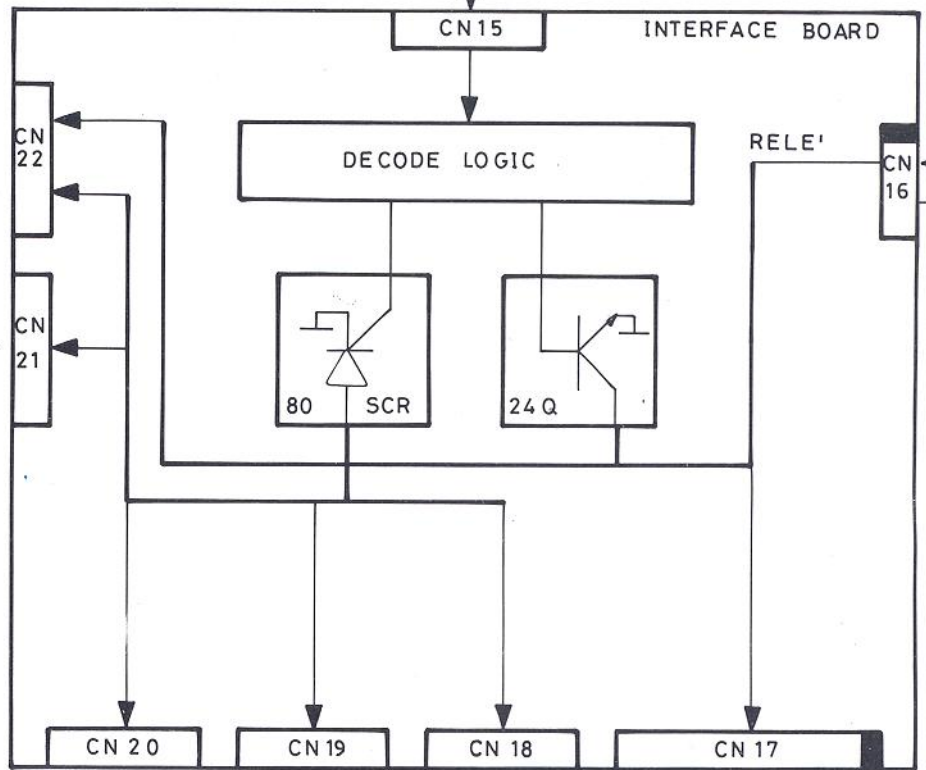 CN15
INTERFACE BOARD
CN
22
DECODE LOGIC
RELE'
CN
16
CN
21
80 SCR
24 Q
CN 20
CN 19
CN 18
CN 17